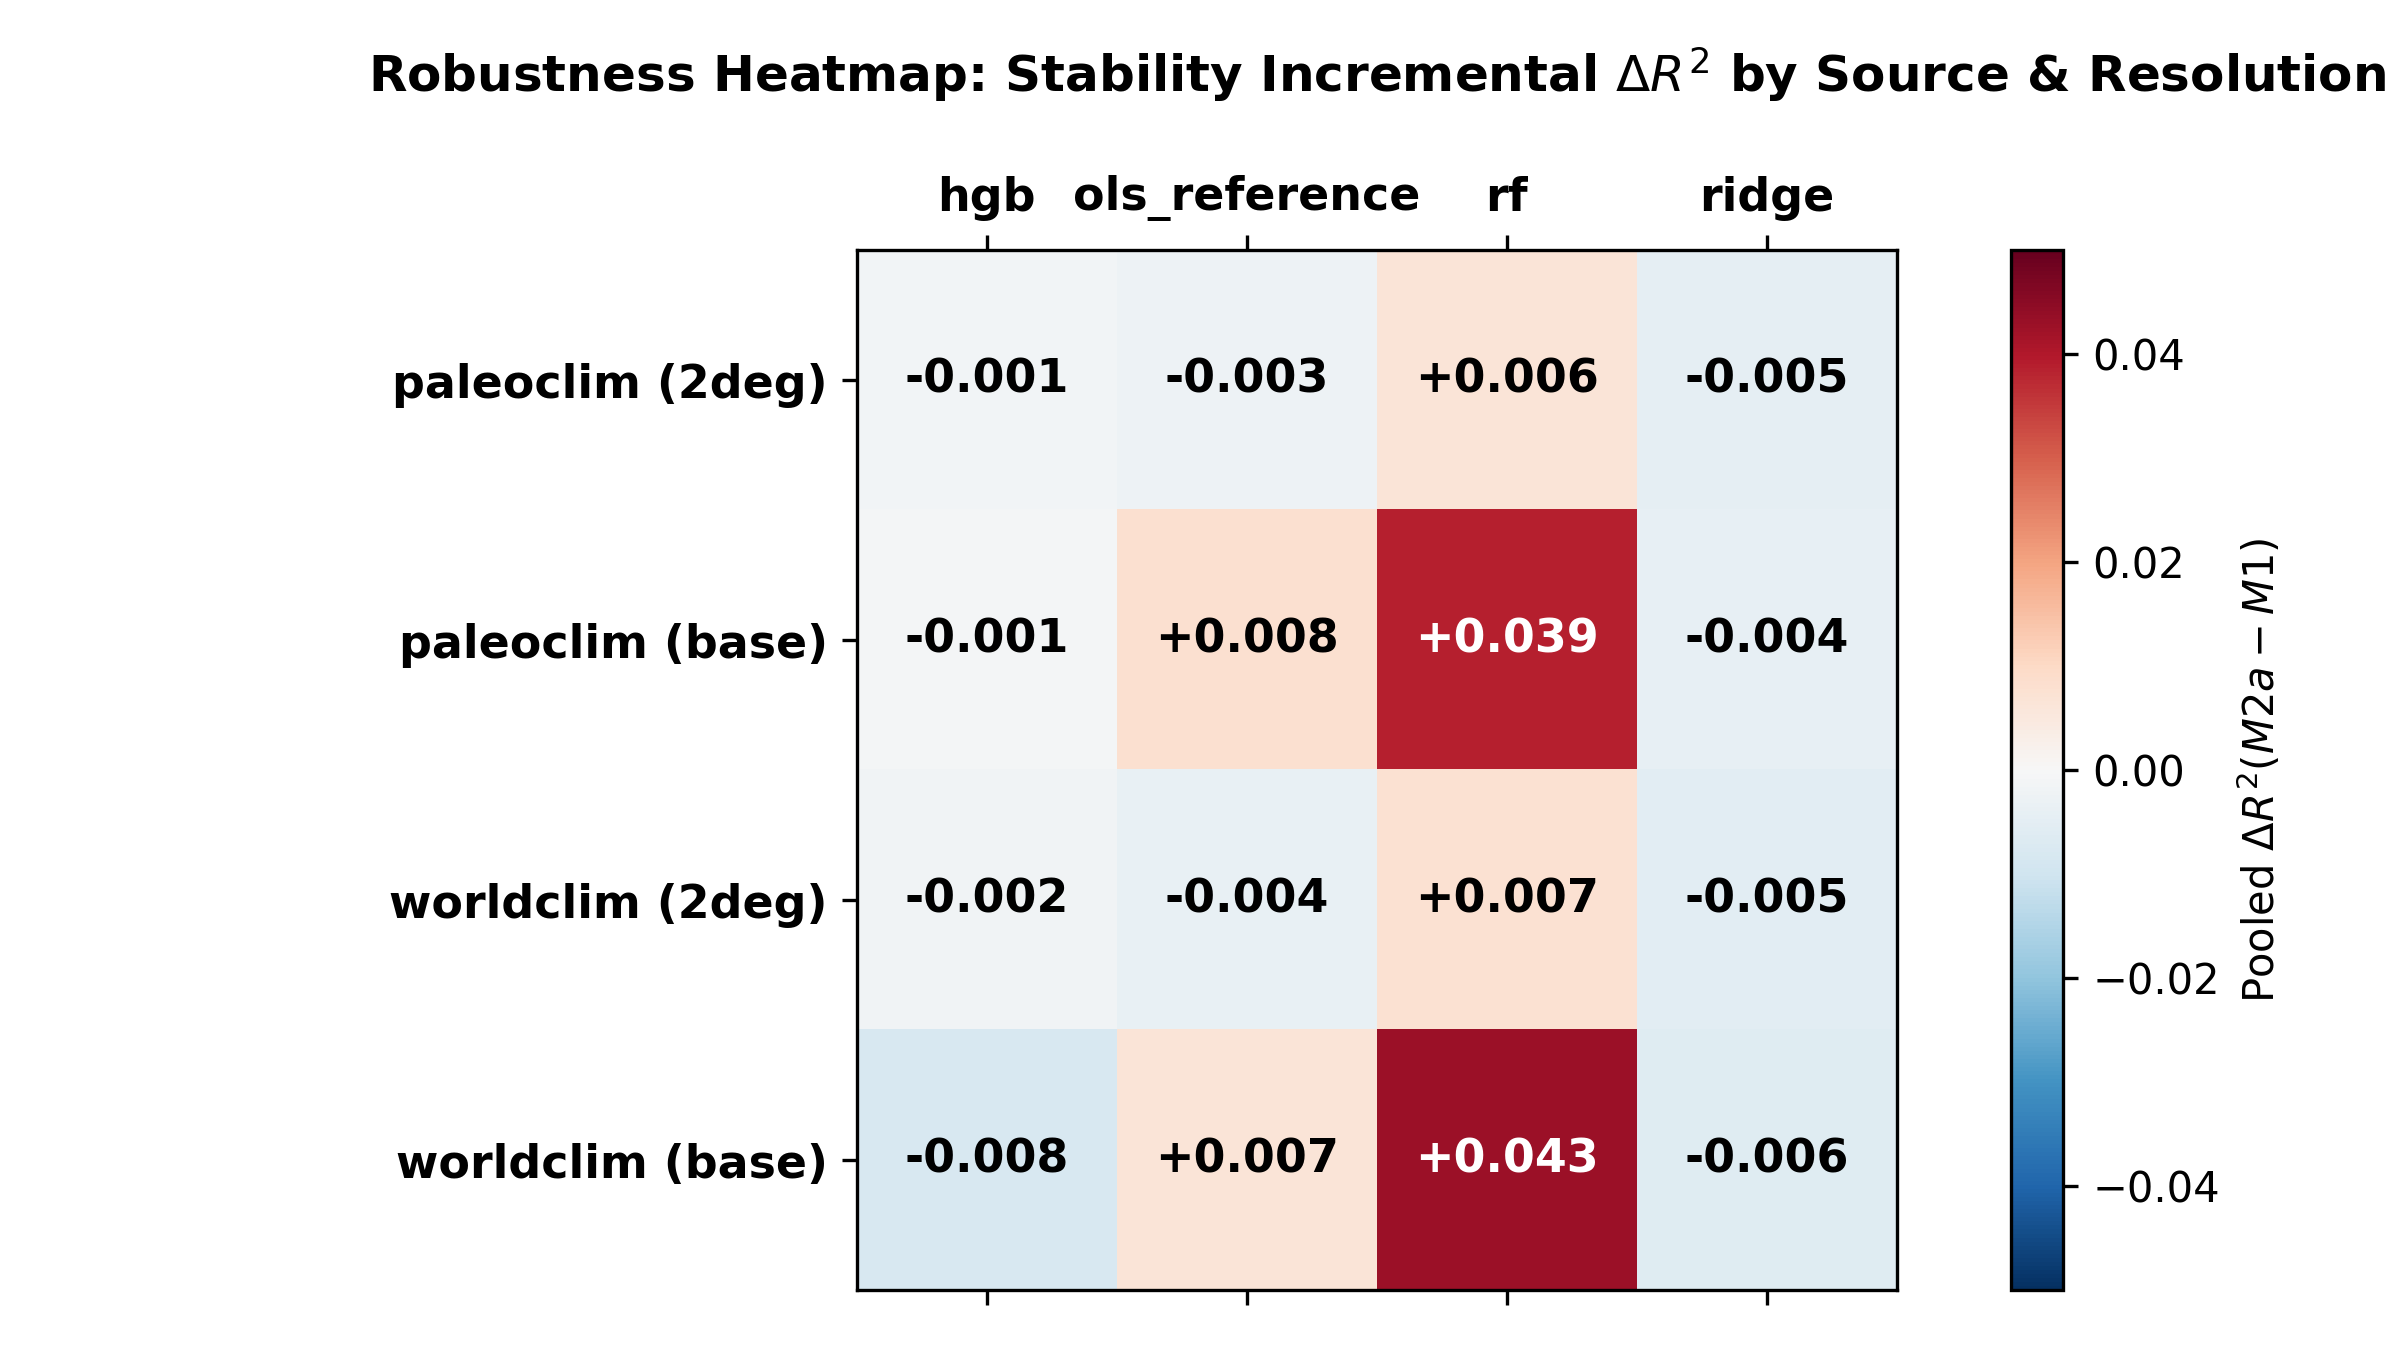 Robustness Heatmap: Stability Incremental ΔR² by Source & Resolution
hgb ols_reference rf ridge
paleoclim (2deg) -0.001 -0.003 +0.006 -0.005
paleoclim (base) -0.001 +0.008 +0.039 -0.004
worldclim (2deg) -0.002 -0.004 +0.007 -0.005
worldclim (base) -0.008 +0.007 +0.043 -0.006
0.04
0.02
0.00
−0.02
−0.04
Pooled ΔR²(M2a − M1)